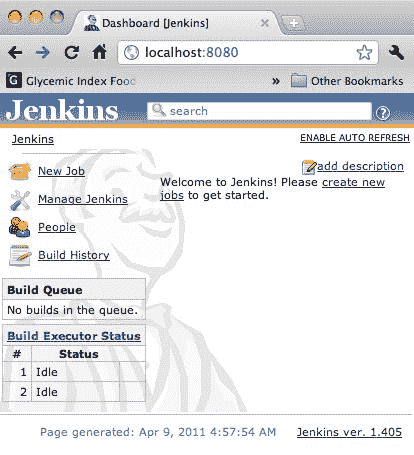 Dashboard [Jenkins]
localhost:8080
Glycemic Index Food
» Other Bookmarks
Jenkins
search
Jenkins
ENABLE AUTO REFRESH
New Job
Manage Jenkins
People
Build History
add description
Welcome to Jenkins! Please create new
jobs to get started.
Build Queue
No builds in the queue.
Build Executor Status
# Status
1 Idle
2 Idle
Page generated: Apr 9, 2011 4:57:54 AM Jenkins ver. 1.405